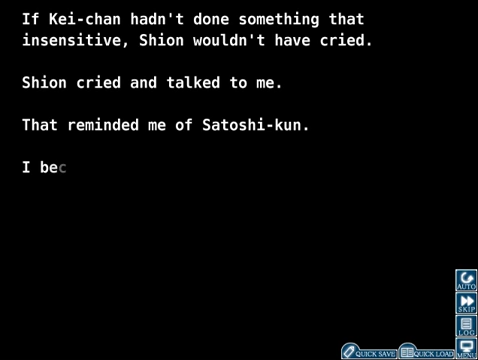 If Kei-chan hadn't done something that
insensitive, Shion wouldn't have cried.
Shion cried and talked to me.
That reminded me of Satoshi-kun.
I bec
AUTO
SKIP
LOG
QUICK SAVE
QUICK LOAD
MENU